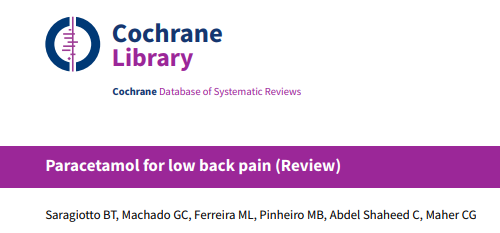 Cochrane
Library
Cochrane Database of Systematic Reviews
Paracetamol for low back pain (Review)
Saragiotto BT, Machado GC, Ferreira ML, Pinheiro MB, Abdel Shaheed C, Maher CG